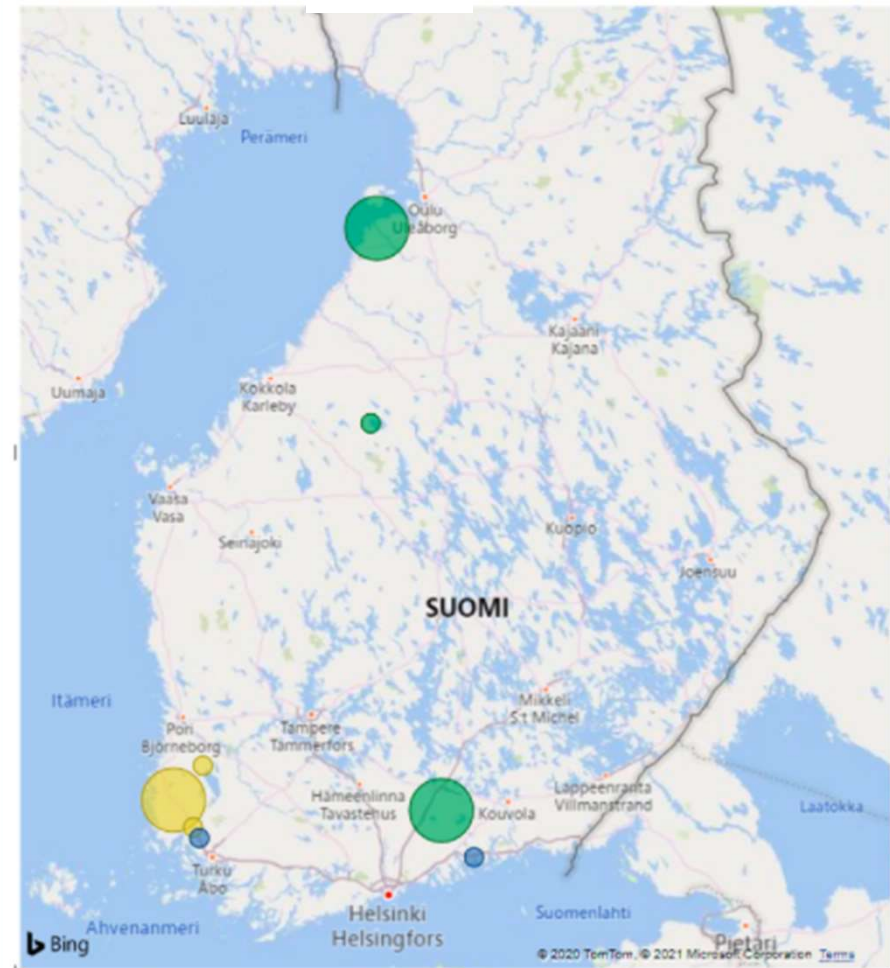 Luulaja
Perämeri
Oulu
Uleåborg
Kajaani
Kajana
Uumaja
Kokkola
Karleby
Vaasa
Vasa
Seinäjoki
Kuopio
Joensuu
SUOMI
Itämeri
Mikkeli
S:t Michel
Pori
Björneborg
Tampere
Tammerfors
Hämeenlinna
Tavastehus
Kouvola
Lappeenranta
Villmanstrand
Laatokka
Turku
Åbo
Helsinki
Helsingfors
Ahvenanmeri
Suomenlahti
Pietari
Bing
© 2020 TomTom, © 2021 Microsoft Corporation Terms